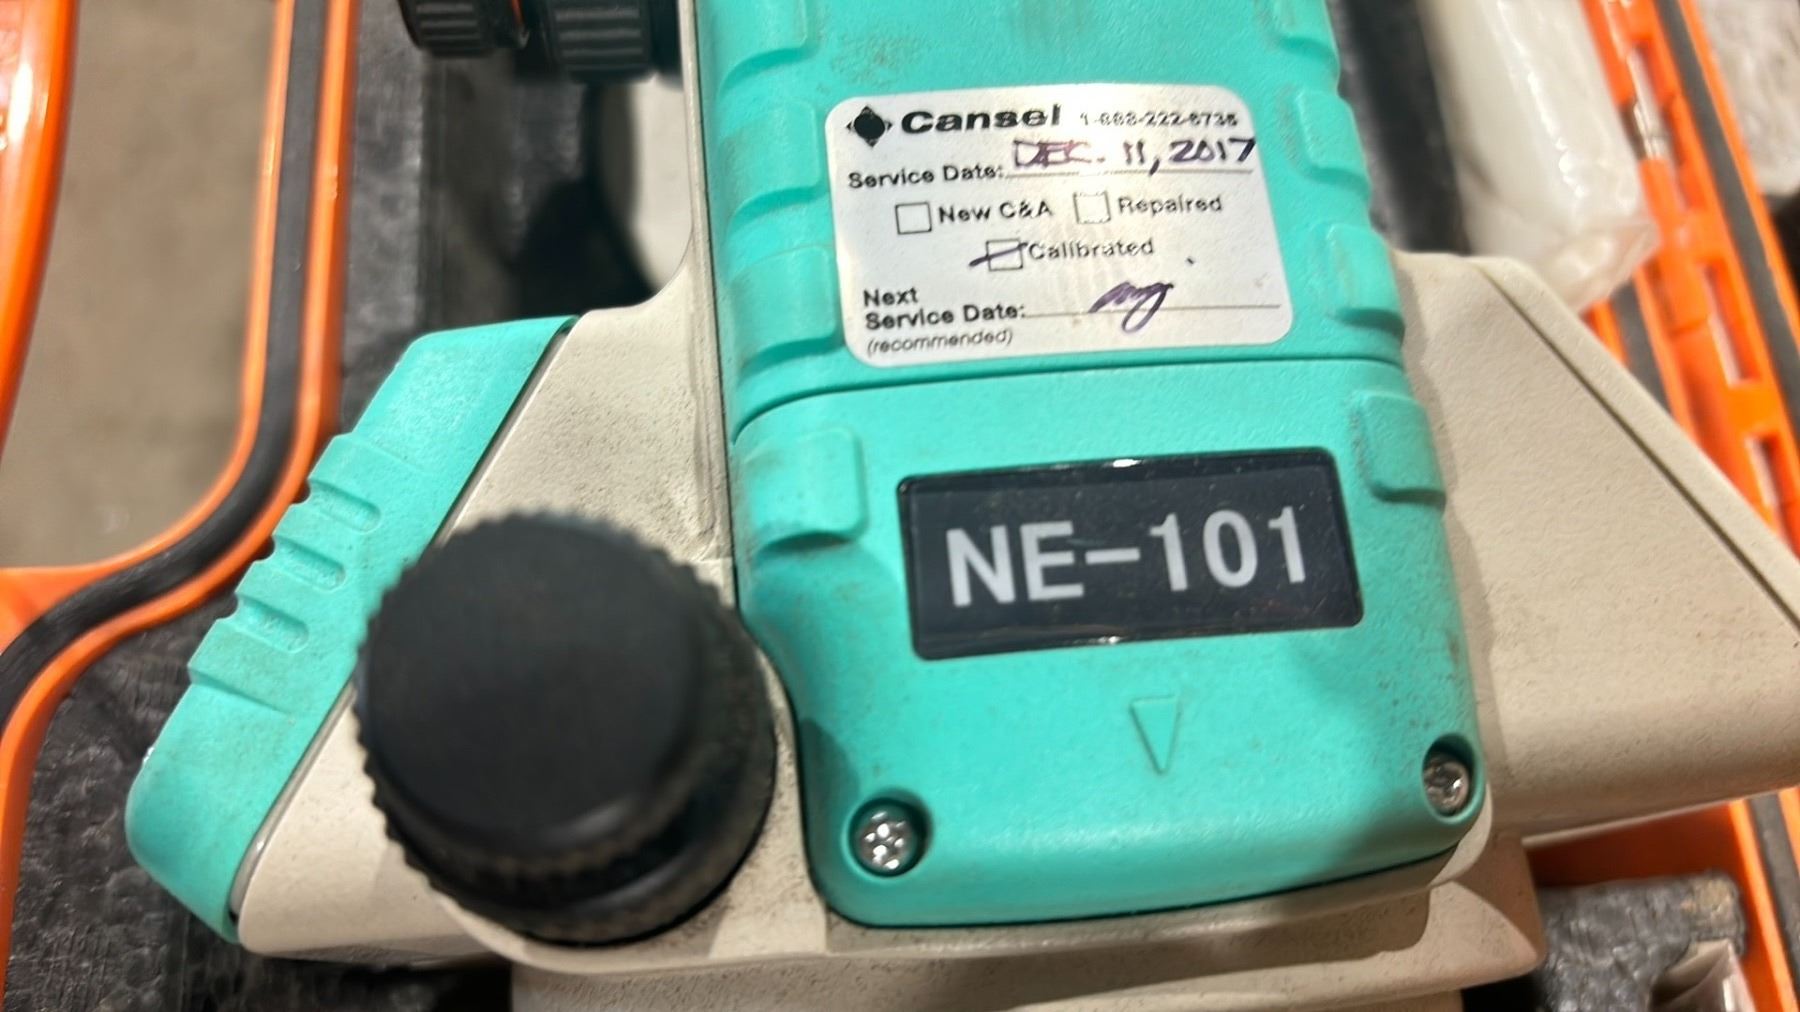 Cansel 1-888-222-6735
Service Date: DEC. 11, 2017
New C&A Repaired
Calibrated
Next
Service Date:
(recommended)
NE-101